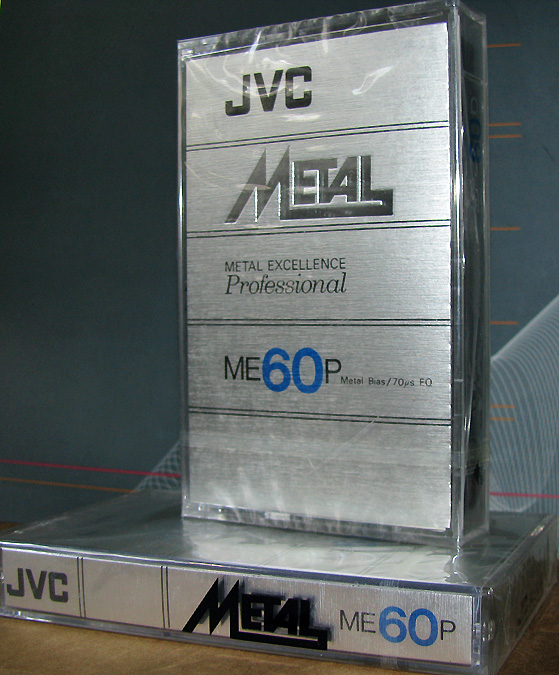 JVC
METAL
METAL EXCELLENCE
Professional
ME60P Metal Bias/70μs EQ
JVC METAL ME60P